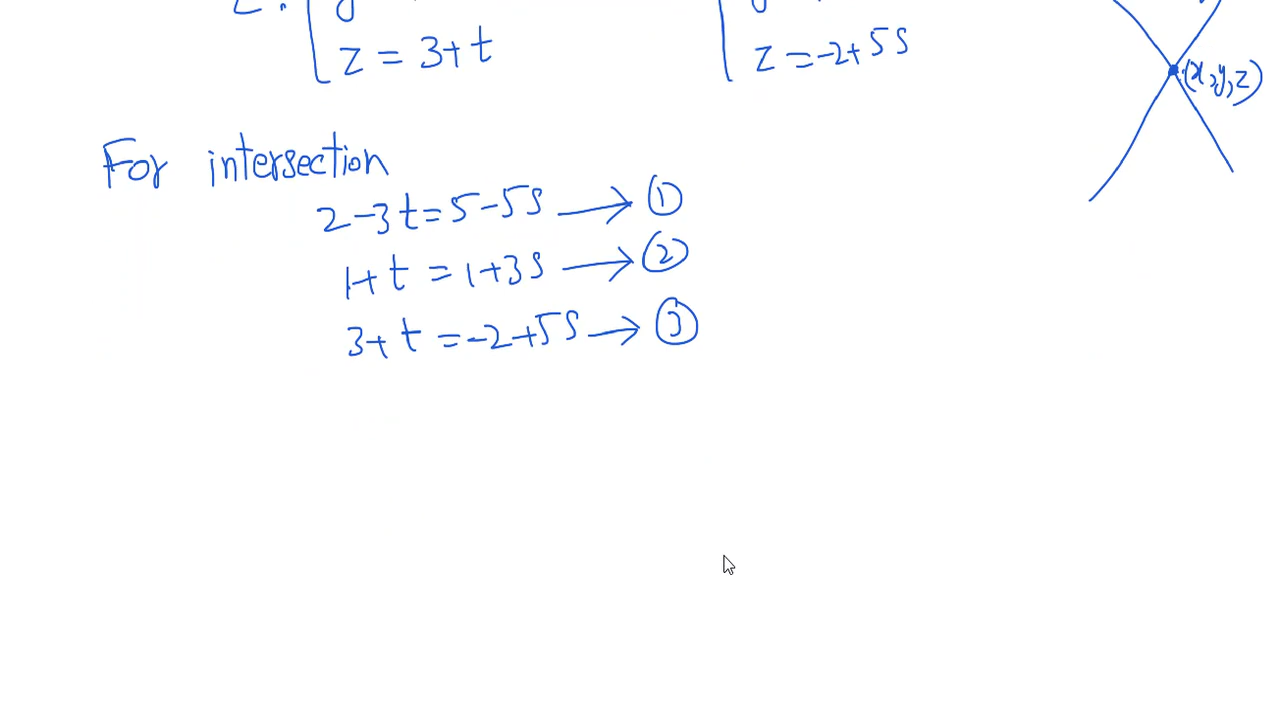 z = 3+t
z = -2+5s
(x,y,z)
For intersection
2-3t = 5-5s → ①
1+t = 1+3s → ②
3+t = -2+5s → ③